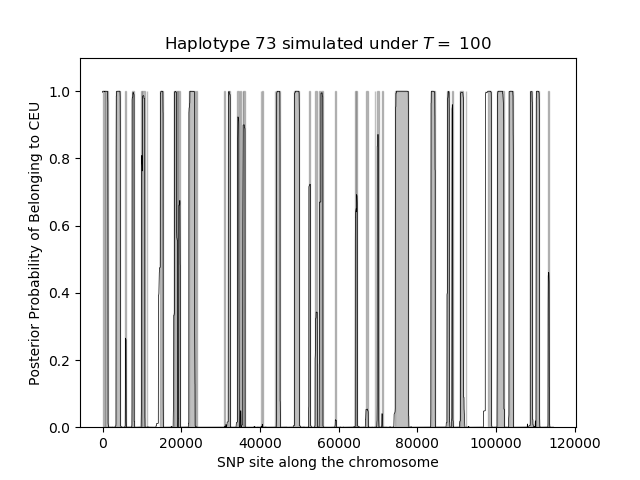 Haplotype 73 simulated under T = 100
Posterior Probability of Belonging to CEU
1.0
0.8
0.6
0.4
0.2
0.0
0 20000 40000 60000 80000 100000 120000
SNP site along the chromosome